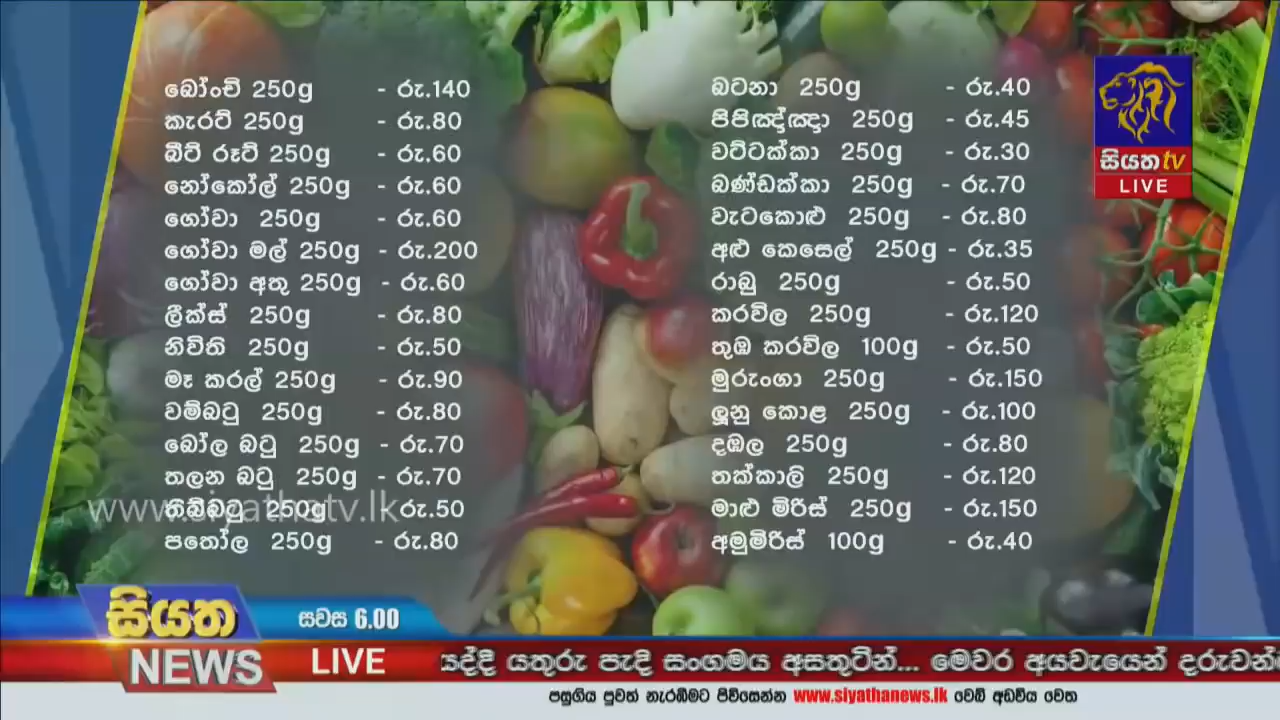 බෝංචි 250g - රු.140
කැරට් 250g - රු.80
බීට් රූට් 250g - රු.60
නෝකෝල් 250g - රු.60
ගෝවා 250g - රු.60
ගෝවා මල් 250g - රු.200
ගෝවා අතු 250g - රු.60
ලීක්ස් 250g - රු.80
නිවිති 250g - රු.50
මෑ කරල් 250g - රු.90
වම්බටු 250g - රු.80
බෝල බටු 250g - රු.70
තලන බටු 250g - රු.70
250g - රු.50
පතෝල 250g - රු.80
බටනා 250g - රු.40
පිපිඤ්ඤා 250g - රු.45
වට්ටක්කා 250g - රු.30
බණ්ඩක්කා 250g - රු.70
වැටකොළු 250g - රු.80
අළු කෙසෙල් 250g - රු.35
රාබු 250g - රු.50
කරවිල 250g - රු.120
තුඹ කරවිල 100g - රු.50
මුරුංගා 250g - රු.150
ලූනු කොළ 250g - රු.100
දඹල 250g - රු.80
තක්කාලි 250g - රු.120
මාළු මිරිස් 250g - රු.150
අමුමිරිස් 100g - රු.40
www.siyathatv.lk
සියත tv
LIVE
සියත
NEWS
සවස 6.00
LIVE
යද්දි යතුරු පැදි සංගමය අසතුටින්... මෙවර අයවැයෙන් දරුවන්
පසුගිය පුවත් නැරඹීමට පිවිසෙන්න www.siyathanews.lk වෙබ් අඩවිය වෙත